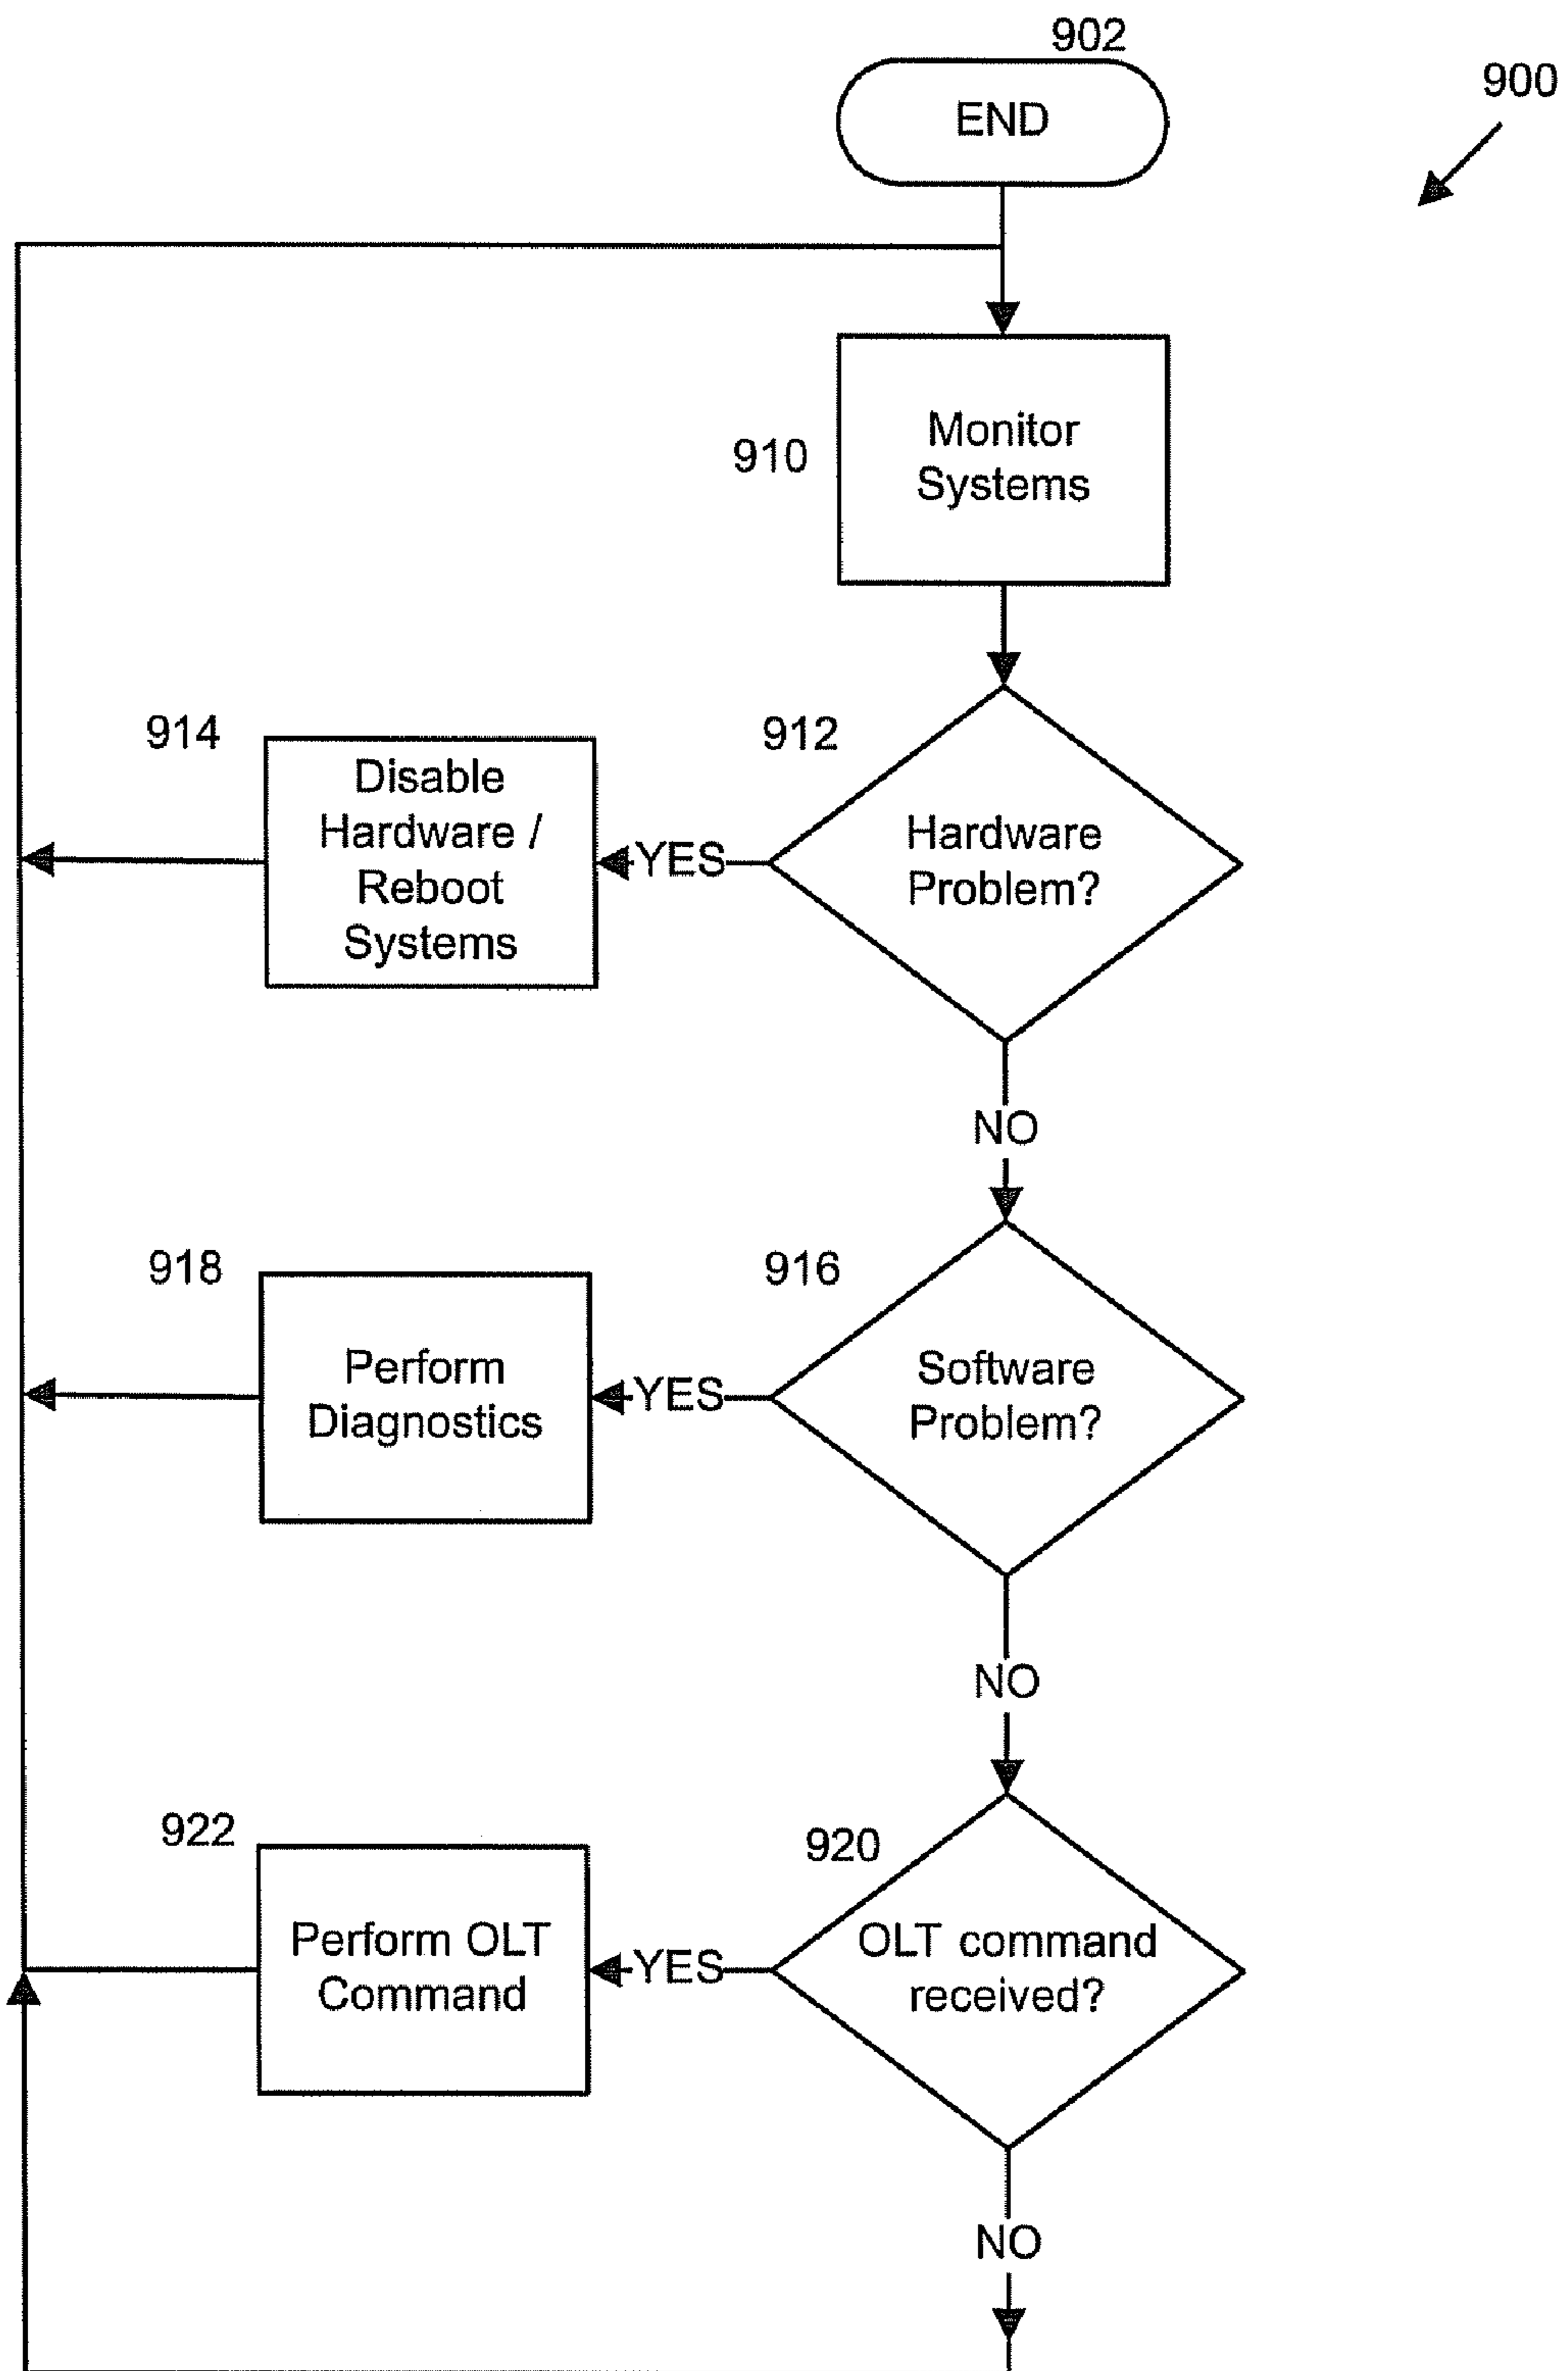 902
900
END
910
Monitor
Systems
914
Disable
Hardware /
Reboot
Systems
YES
912
Hardware
Problem?
NO
918
Perform
Diagnostics
YES
916
Software
Problem?
NO
922
Perform OLT
Command
YES
920
OLT command
received?
NO